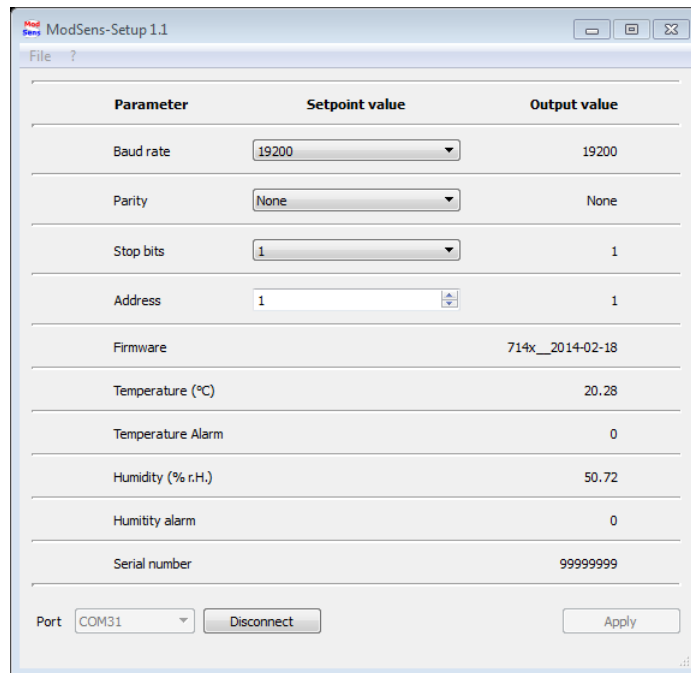 Mod Sens ModSens-Setup 1.1
File ?
Parameter Setpoint value Output value
Baud rate 19200 19200
Parity None None
Stop bits 1 1
Address 1 1
Firmware 714x__2014-02-18
Temperature (°C) 20.28
Temperature Alarm 0
Humidity (% r.H.) 50.72
Humitity alarm 0
Serial number 99999999
Port COM31 Disconnect Apply